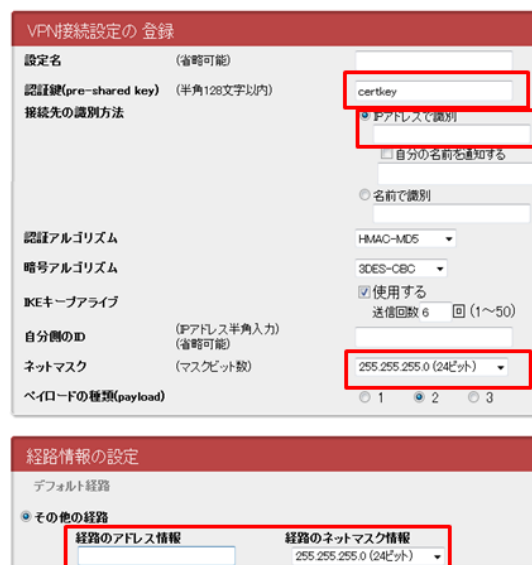 VPN接続設定の 登録
設定名 (省略可能)
認証鍵(pre-shared key) (半角128文字以内) certkey
接続先の識別方法 IPアドレスで識別
自分の名前を通知する
名前で識別
認証アルゴリズム HMAC-MD5
暗号アルゴリズム 3DES-CBC
IKEキープアライブ 使用する
送信回数 6 回 (1～50)
自分側のID (IPアドレス半角入力)
(省略可能)
ネットマスク (マスクビット数) 255.255.255.0 (24ビット)
ペイロードの種類(payload) 1 2 3
経路情報の設定
デフォルト経路
その他の経路
経路のアドレス情報 経路のネットマスク情報
255.255.255.0 (24ビット)